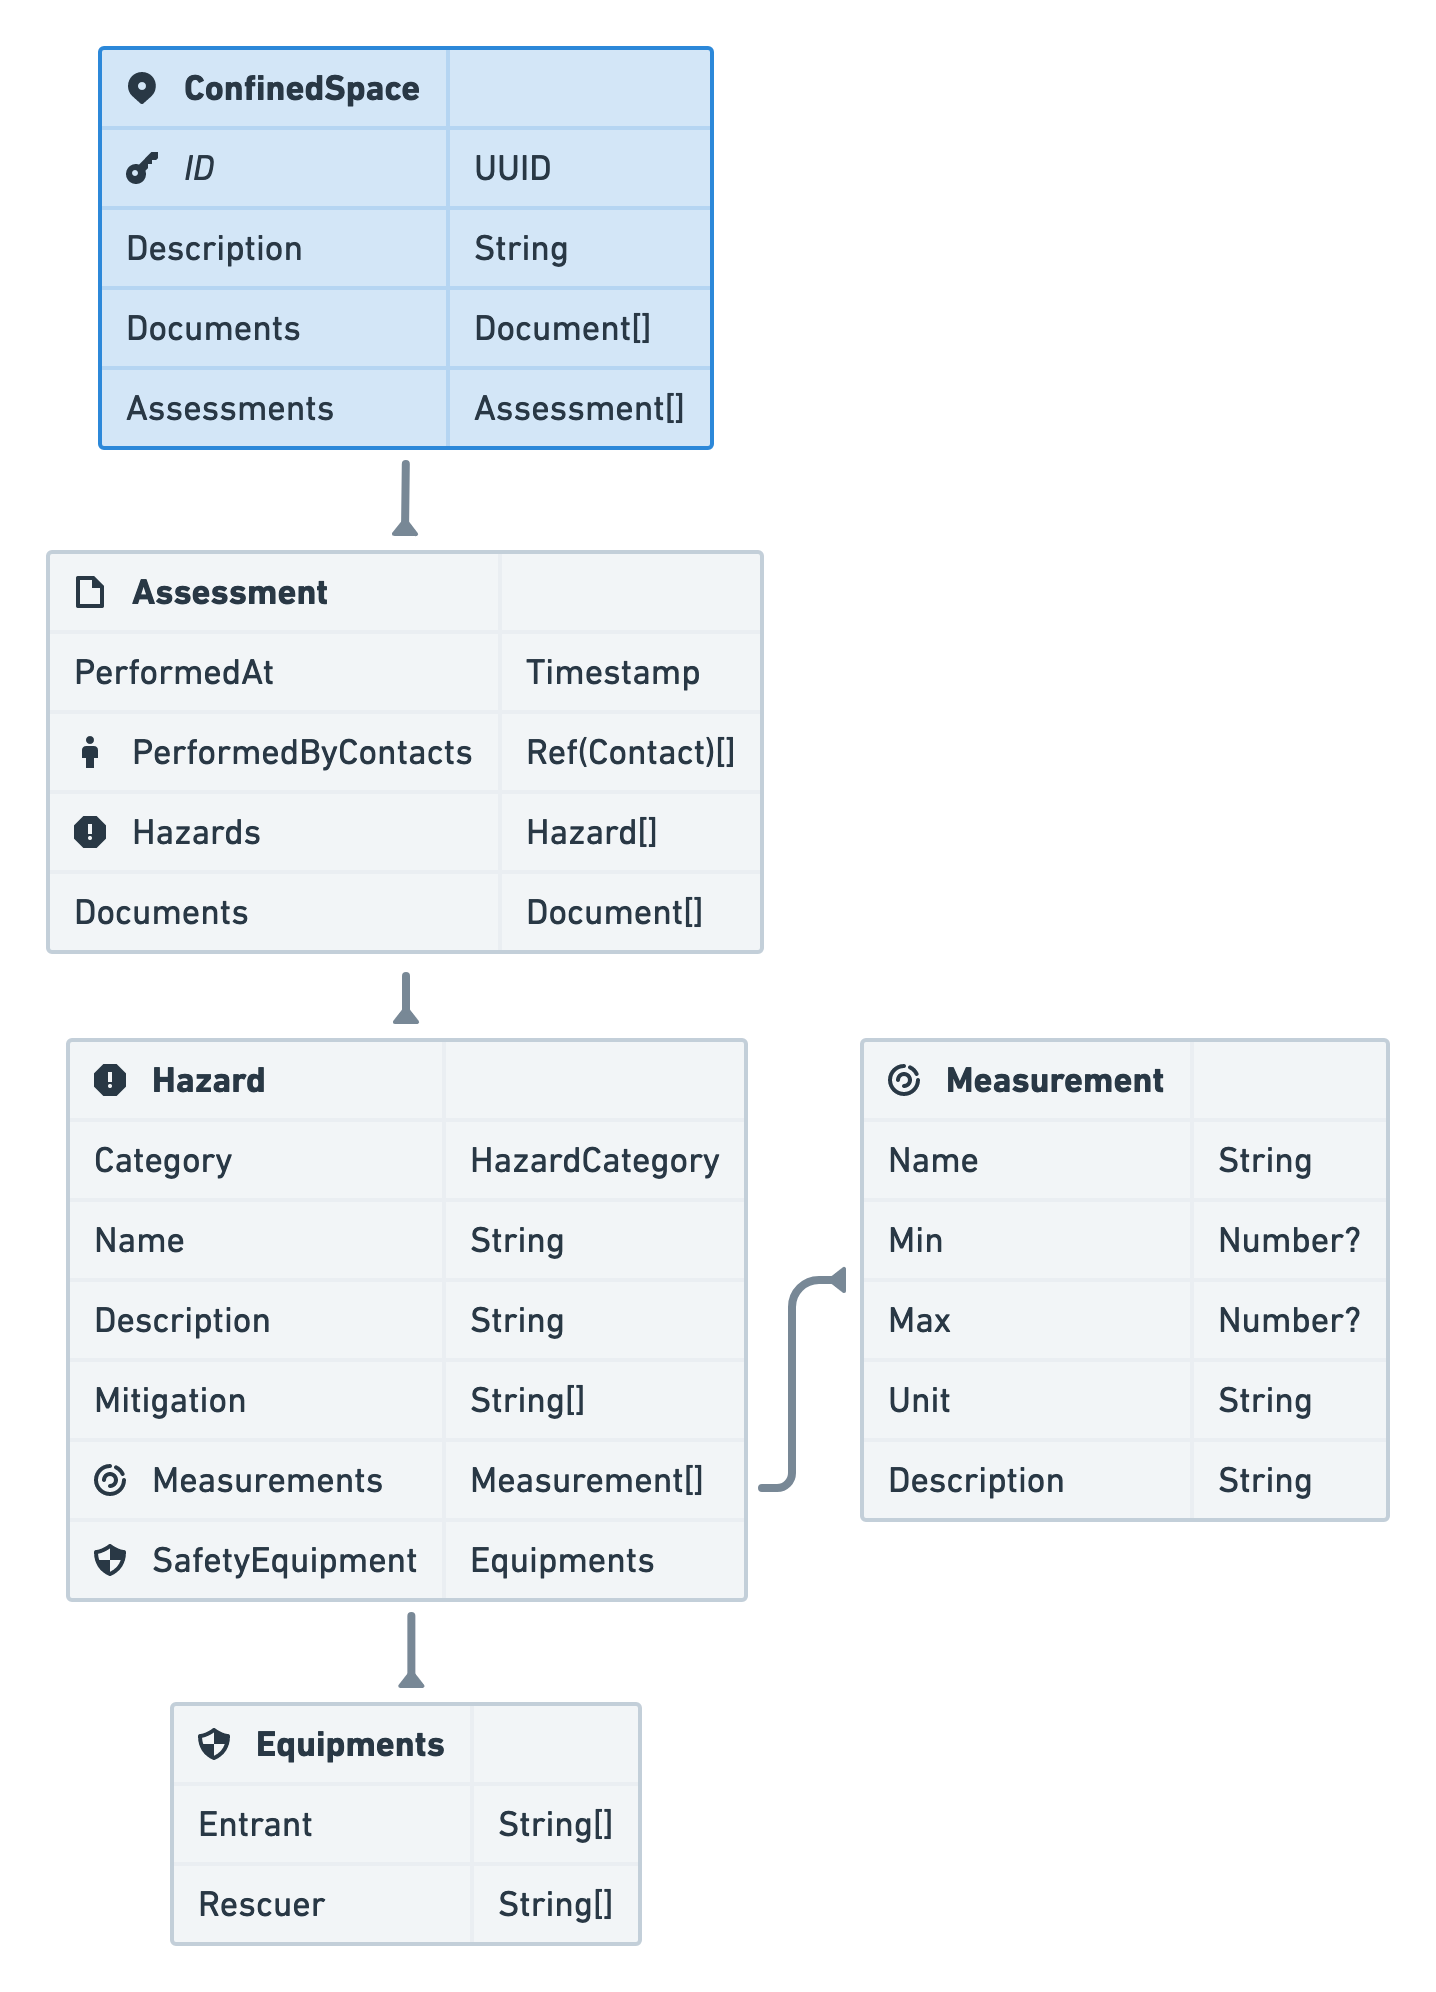 ConfinedSpace
ID UUID
Description String
Documents Document[]
Assessments Assessment[]
Assessment
PerformedAt Timestamp
PerformedByContacts Ref(Contact)[]
Hazards Hazard[]
Documents Document[]
Hazard
Category HazardCategory
Name String
Description String
Mitigation String[]
Measurements Measurement[]
SafetyEquipment Equipments
Measurement
Name String
Min Number?
Max Number?
Unit String
Description String
Equipments
Entrant String[]
Rescuer String[]